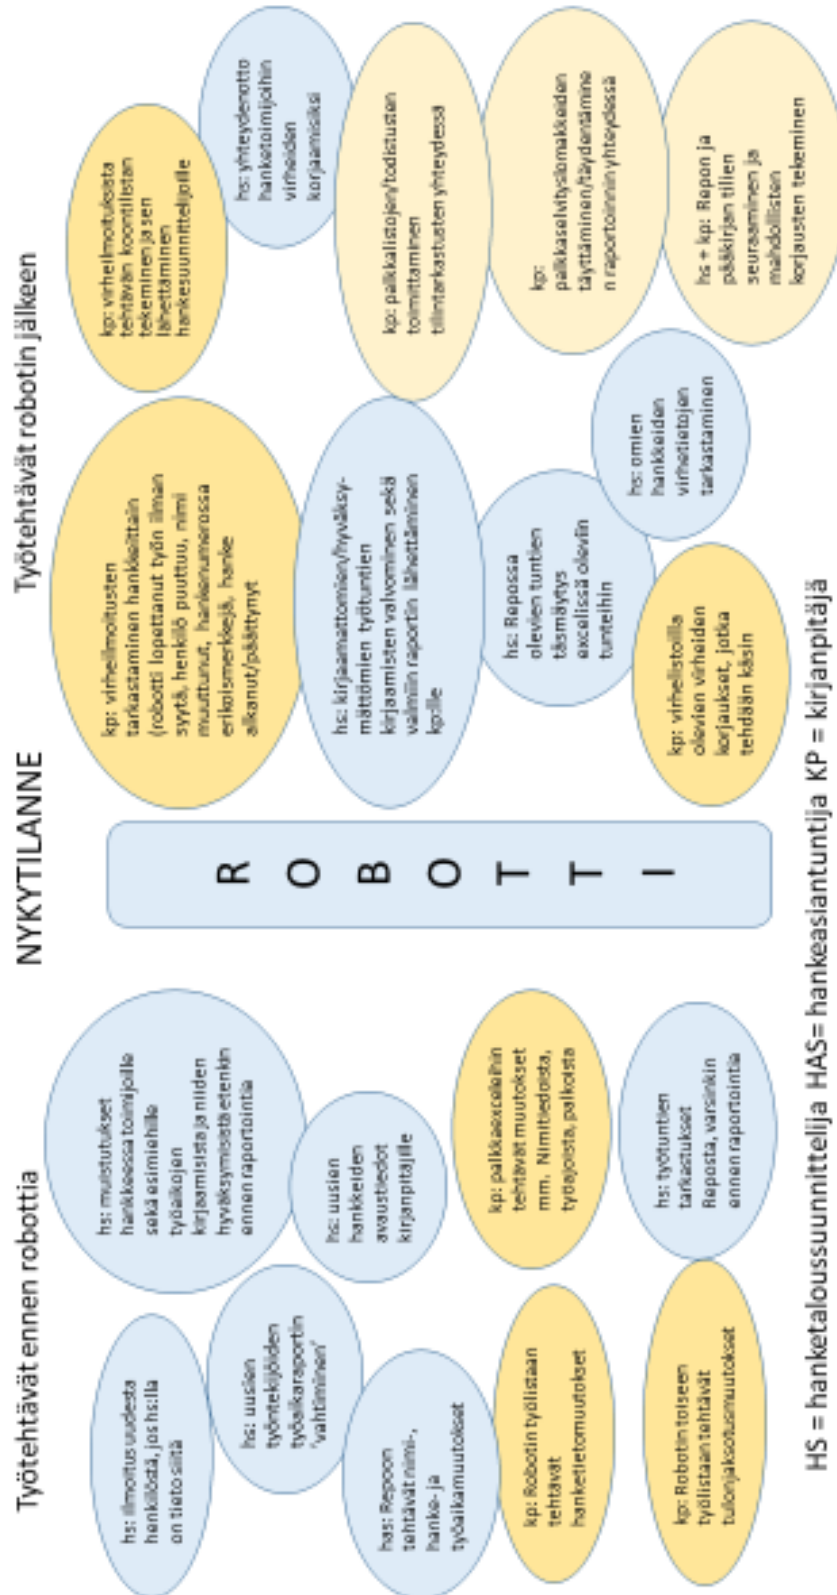 NYKYTILANNE
Työtehtävät ennen robottia
hs: ilmoitus uudesta
henkilöstä, jos hs:lla
on tieto siitä
hs: muistutukset
hankkeessa toimijoille
sekä esimiehille
työaikojen
kirjaamisista ja niiden
hyväksymisistä etenkin
ennen raportointia
hs: uusien
työntekijöiden
työaikaraportin
'vahtiminen'
hs: uusien
hankkeiden
avaustiedot
kirjanpitäjille
has: Repoon
tehtävät nimi-,
hanke- ja
työaikamuutokset
kp: palkkaexceleihin
tehtävät muutokset
mm. Nimitiedoista,
työajoista, palkoista
kp: Robotin työlistaan
tehtävät
hanketietomuutokset
hs: työtuntien
tarkastukset
Reposta, varsinkin
ennen raportointia
kp: Robotin toiseen
työlistaan tehtävät
tulonjaksotusmuutokset
R
O
B
O
T
T
I
Työtehtävät robotin jälkeen
kp: virheilmoitusten
tarkastaminen hankkeittain
(robotti lopettanut työn ilman
syytä, henkilö puuttuu, nimi
muuttunut, hankenumerossa
erikoismerkkejä, hanke
alkanut/päättynyt
kp: virheilmoituksista
tehtävän koontilistan
tekeminen ja sen
lähettäminen
hankesuunnittelijoille
hs: yhteydenotto
hanketoimijoihin
virheiden
korjaamisiksi
hs: kirjaamattomien/hyväksy-
mättömien työtuntien
kirjaamisten valvominen sekä
valmiin raportin lähettäminen
kp:lle
kp: palkkalistojen/todistusten
toimittaminen
tilintarkastusten yhteydessä
hs: Repossa
olevien tuntien
täsmäytys
excelissä oleviin
tunteihin
kp:
palkkaselvityslomakkeiden
täyttäminen/täydentämine
n raportoinnin yhteydessä
hs: omien
hankkeiden
virhetietojen
tarkastaminen
kp: virhelistoilla
olevien virheiden
korjaukset, jotka
tehdään käsin
hs + kp: Repon ja
pääkirjan tilien
seuraaminen ja
mahdollisten
korjausten tekeminen
HS = hanketaloussuunnittelija HAS= hankeasiantuntija KP = kirjanpitäjä